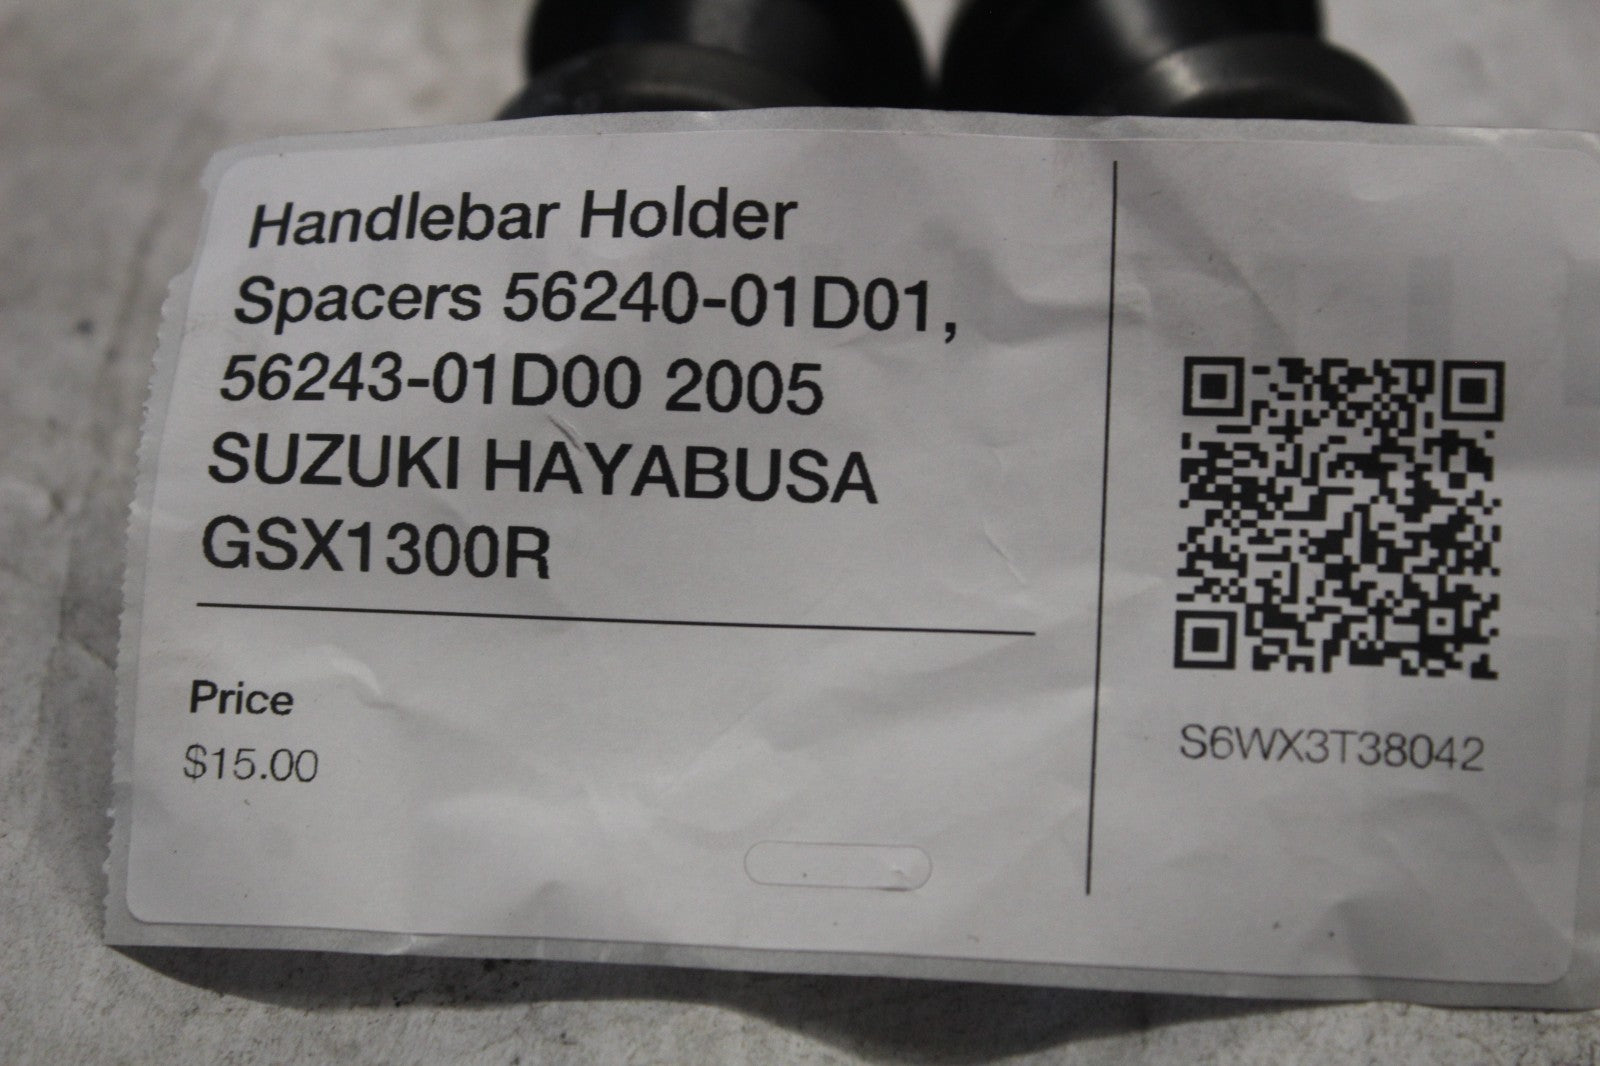 Handlebar Holder
Spacers 56240-01D01,
56243-01D00 2005
SUZUKI HAYABUSA
GSX1300R
Price
$15.00
S6WX3T38042